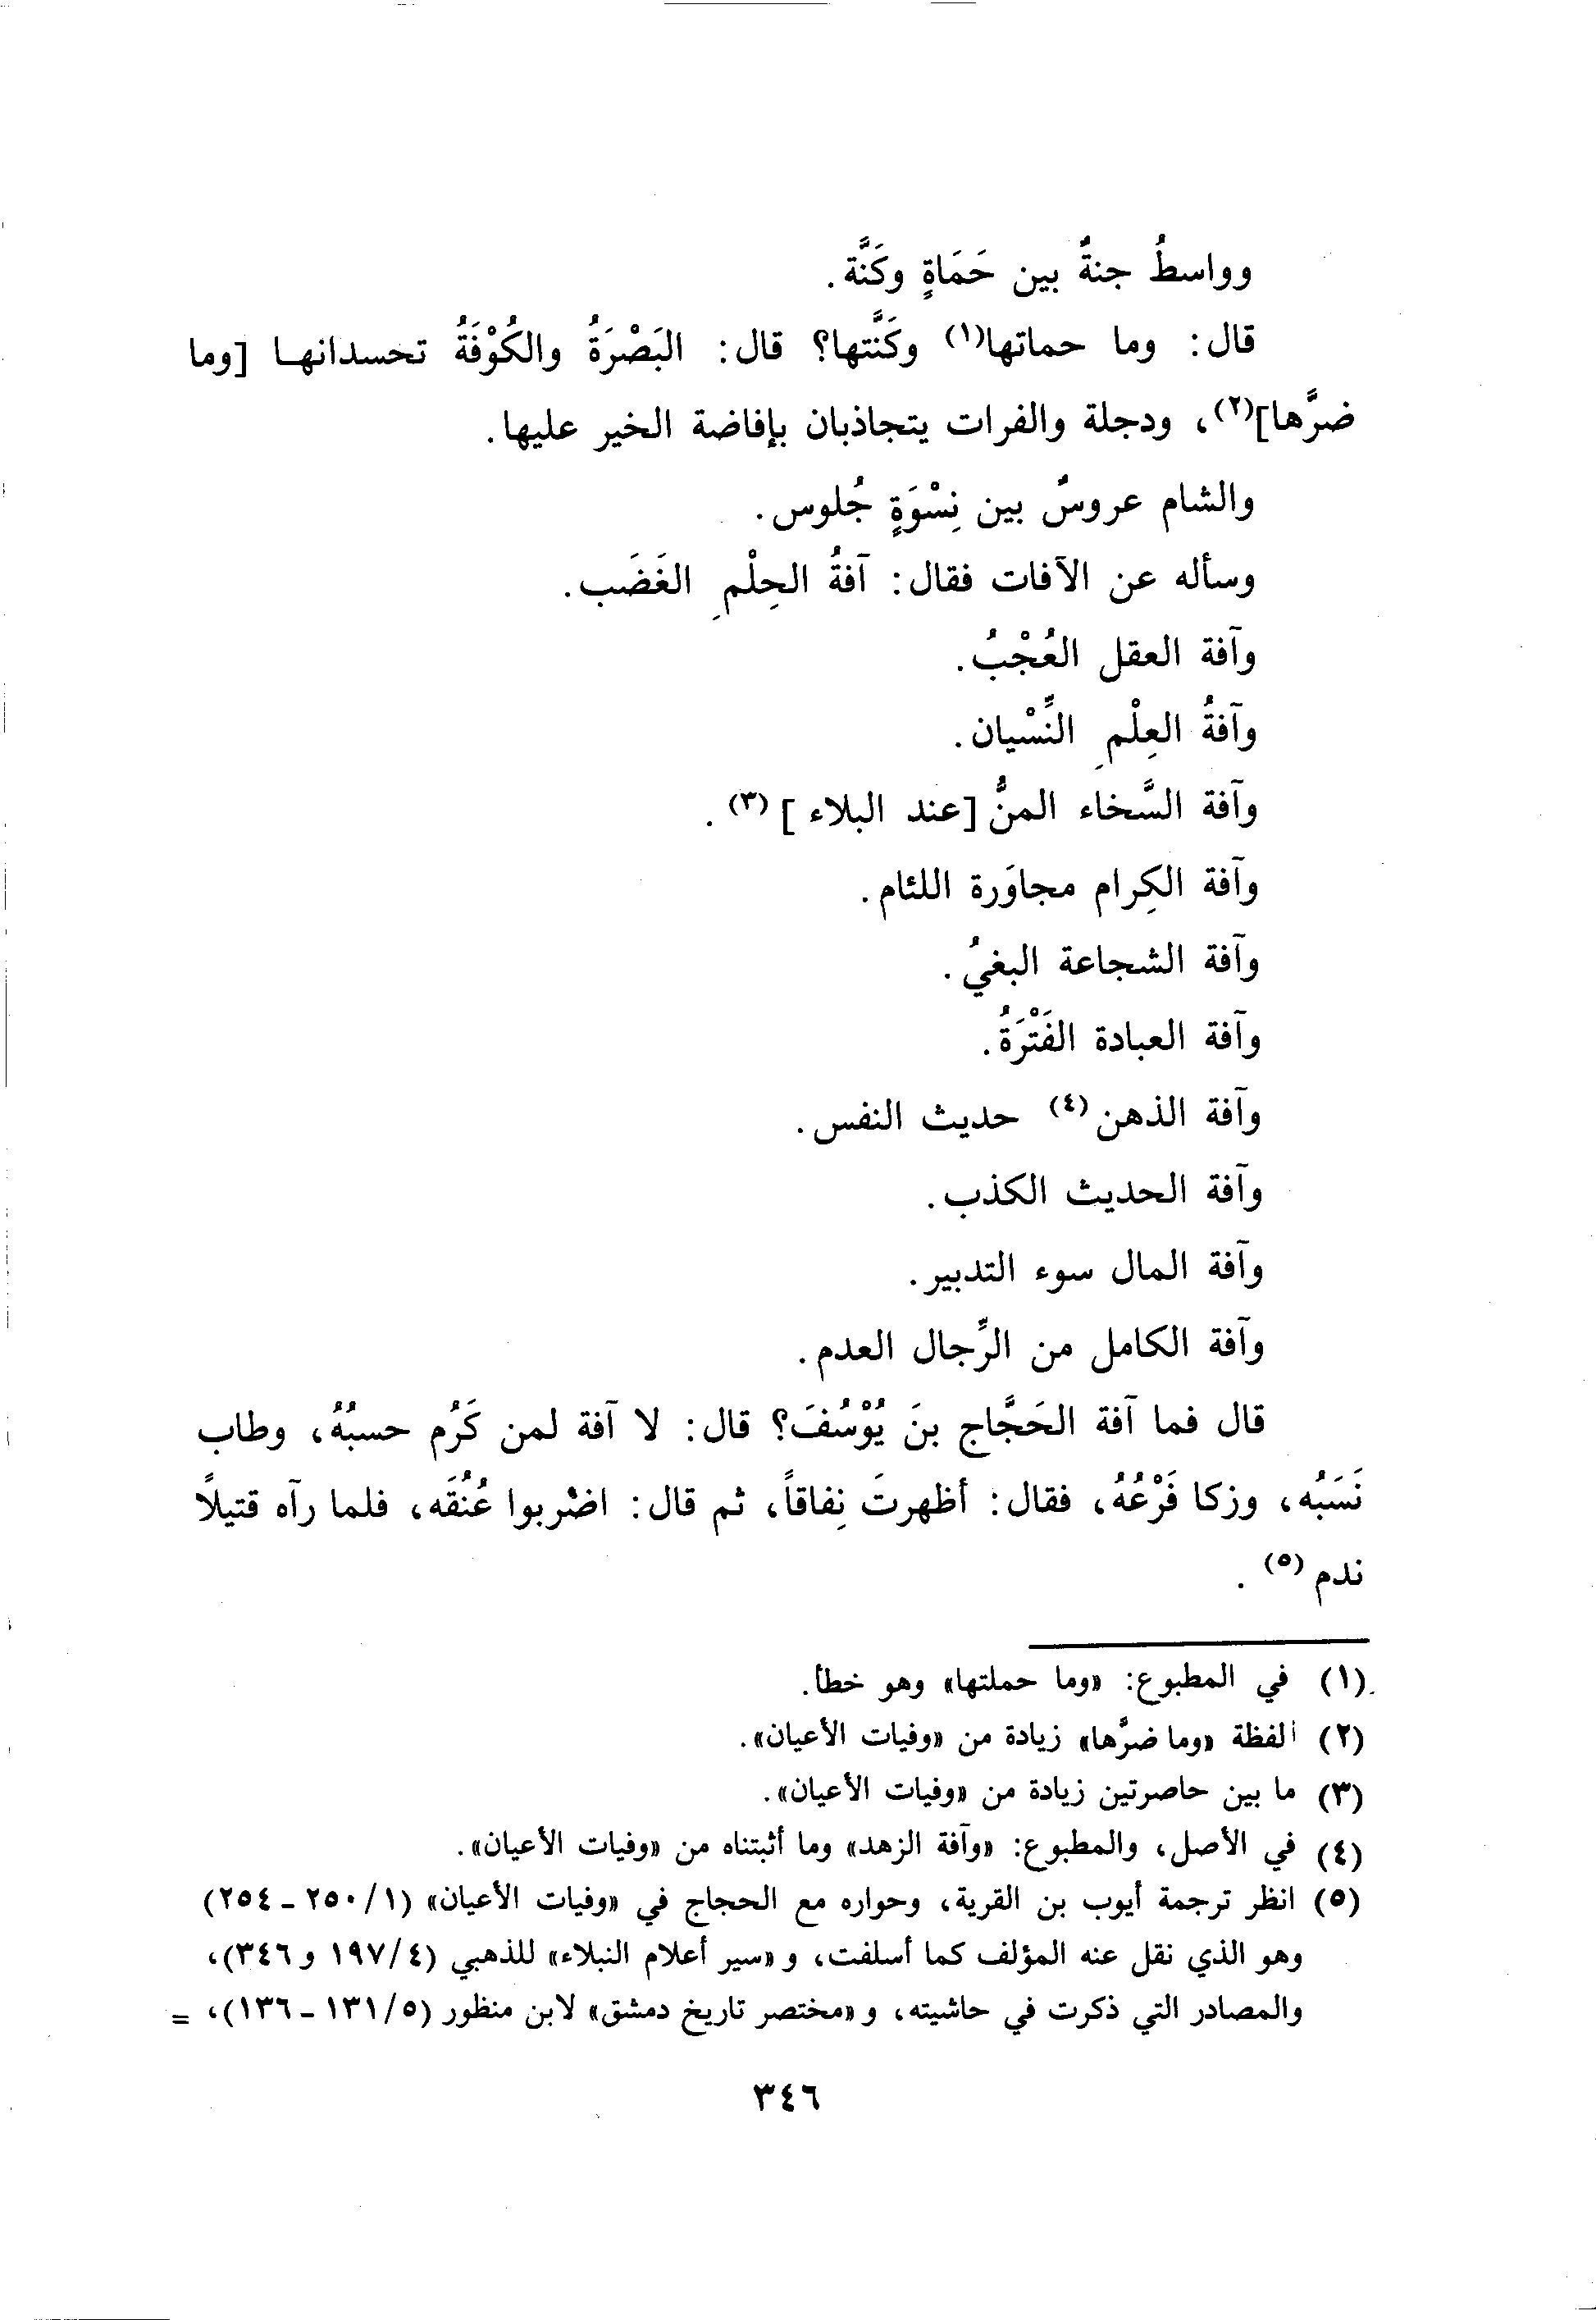 وواسطُ جنةٌ بين حَمَاةٍ وكَنَّة.
قال: وما حماتها(١) وكَنَّتها؟ قال: البَصْرَةُ والكُوْفَةُ تحسدانها [وما
ضرَّها](٢)، ودجلة والفرات يتجاذبان بإفاضة الخير عليها.
والشام عروسٌ بين نِسْوَةٍ جُلوس.
وسأله عن الآفات فقال: آفةُ الحِلْمِ الغَضَب.
وآفة العقل العُجْبُ.
وآفةُ العِلْمِ النِّسْيان.
وآفة السَّخاء المنُّ [عند البلاء](٣).
وآفة الكِرام مجاوَرة اللئام.
وآفة الشجاعة البغيُ.
وآفة العبادة الفَتْرَةُ.
وآفة الذهن(٤) حديث النفس.
وآفة الحديث الكذب.
وآفة المال سوء التدبير.
وآفة الكامل من الرِّجال العدم.
قال فما آفة الحَجَّاج بنَ يُوْسُفَ؟ قال: لا آفة لمن كَرُم حسبُهُ، وطاب
نَسَبُه، وزكا فَرْعُهُ، فقال: أظهرتَ نِفاقاً، ثم قال: اضْربوا عُنُقَه، فلما رآه قتيلاً
ندم(٥).
(١) في المطبوع: «وما حملتها» وهو خطأ.
(٢) الفظة «وما ضرَّها» زيادة من «وفيات الأعيان».
(٣) ما بين حاصرتين زيادة من «وفيات الأعيان».
(٤) في الأصل، والمطبوع: «وآفة الزهد» وما أثبتناه من «وفيات الأعيان».
(٥) انظر ترجمة أيوب بن القرية، وحواره مع الحجاج في «وفيات الأعيان» (١/ ٢٥٠ - ٢٥٤)
وهو الذي نقل عنه المؤلف كما أسلفت، و «سير أعلام النبلاء» للذهبي (٤/ ١٩٧ و ٣٤٦)،
والمصادر التي ذكرت في حاشيته، و «مختصر تاريخ دمشق» لابن منظور (٥/ ١٣١ - ١٣٦)، =
٣٤٦